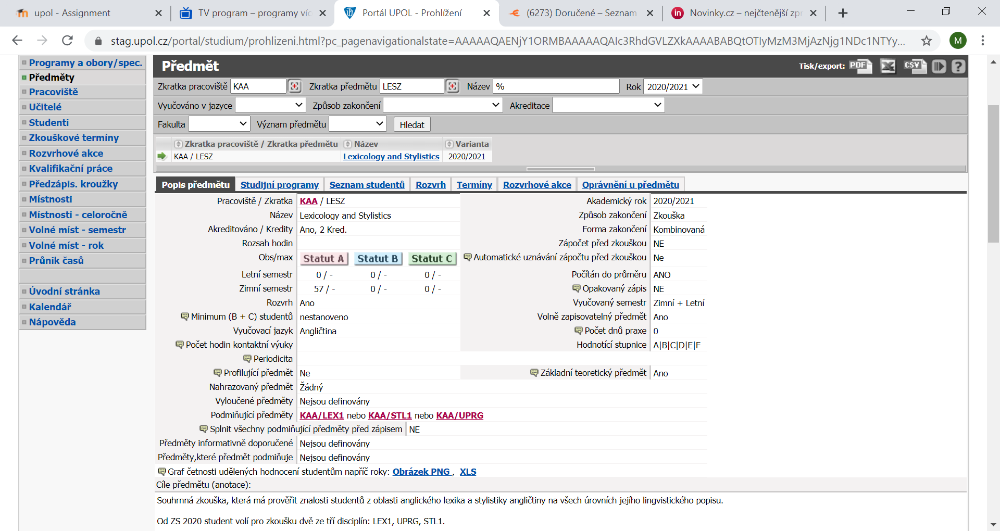 upol - Assignment
TV program – programy víc
Portál UPOL - Prohlížení
(6273) Doručené – Seznam
Novinky.cz – nejčtenější zpr
stag.upol.cz/portal/studium/prohlizeni.html?pc_pagenavigationalstate=AAAAAQAENjY1ORMBAAAAAQAIc3RhdGVLZXkAAAABABQtOTIyMzM3MjAzNjg1NDc1NTYy...
M
Programy a obory/spec.
Předměty
Pracoviště
Učitelé
Studenti
Zkouškové termíny
Rozvrhové akce
Kvalifikační práce
Předzápis. kroužky
Místnosti
Místnosti - celoročně
Volné míst - semestr
Volné míst - rok
Průnik časů
Úvodní stránka
Kalendář
Nápověda
Předmět
Tisk/export: PDF CSV ?
Zkratka pracoviště KAA Zkratka předmětu LESZ Název % Rok 2020/2021
Vyučováno v jazyce Způsob zakončení Akreditace
Fakulta Význam předmětu Hledat
Zkratka pracoviště / Zkratka předmětu Název Varianta
KAA / LESZ Lexicology and Stylistics 2020/2021
Popis předmětu Studijní programy Seznam studentů Rozvrh Termíny Rozvrhové akce Oprávnění u předmětu
Pracoviště / Zkratka KAA / LESZ Akademický rok 2020/2021
Název Lexicology and Stylistics Způsob zakončení Zkouška
Akreditováno / Kredity Ano, 2 Kred. Forma zakončení Kombinovaná
Rozsah hodin Zápočet před zkouškou NE
Obs/max Statut A Statut B Statut C Automatické uznávání zápočtu před zkouškou Ne
Letní semestr 0 / - 0 / - 0 / - Počítán do průměru ANO
Zimní semestr 57 / - 0 / - 0 / - Opakovaný zápis NE
Rozvrh Ano Vyučovaný semestr Zimní + Letní
Minimum (B + C) studentů nestanoveno Volně zapisovatelný předmět Ano
Vyučovací jazyk Angličtina Počet dnů praxe 0
Počet hodin kontaktní výuky Hodnotící stupnice A|B|C|D|E|F
Periodicita
Profilující předmět Ne Základní teoretický předmět Ano
Nahrazovaný předmět Žádný
Vyloučené předměty Nejsou definovány
Podmiňující předměty KAA/LEX1 nebo KAA/STL1 nebo KAA/UPRG
Splnit všechny podmiňující předměty před zápisem NE
Předměty informativně doporučené Nejsou definovány
Předměty,které předmět podmiňuje Nejsou definovány
Graf četnosti udělených hodnocení studentům napříč roky: Obrázek PNG , XLS
Cíle předmětu (anotace):
Souhrnná zkouška, která má prověřit znalosti studentů z oblasti anglického lexika a stylistiky angličtiny na všech úrovních jejího lingvistického popisu.
Od ZS 2020 student volí pro zkoušku dvě ze tří disciplín: LEX1, UPRG, STL1.